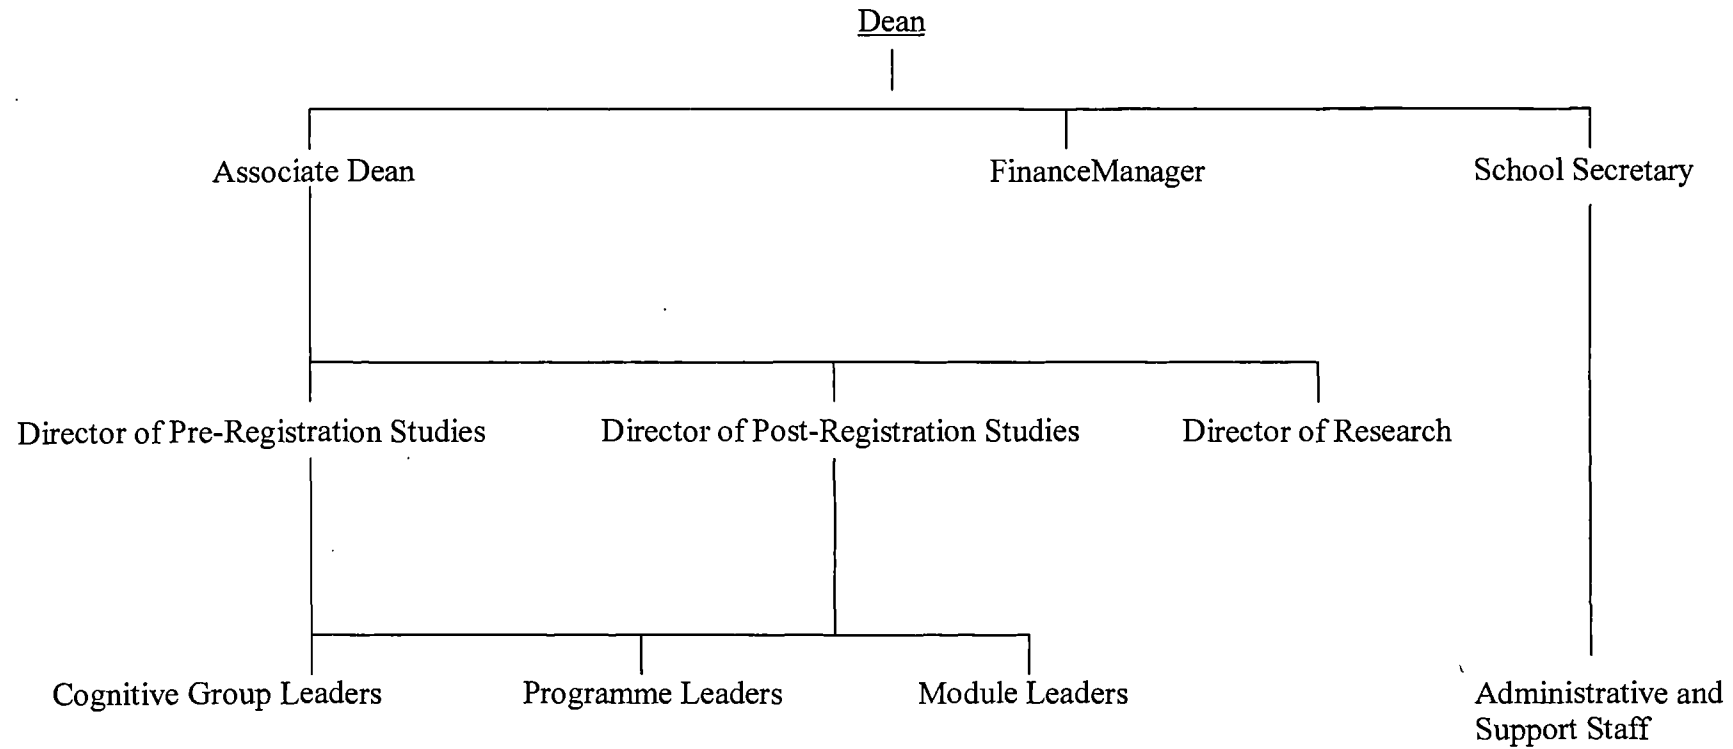 Dean
Associate Dean
FinanceManager
School Secretary
Director of Pre-Registration Studies
Director of Post-Registration Studies
Director of Research
Cognitive Group Leaders
Programme Leaders
Module Leaders
Administrative and
Support Staff